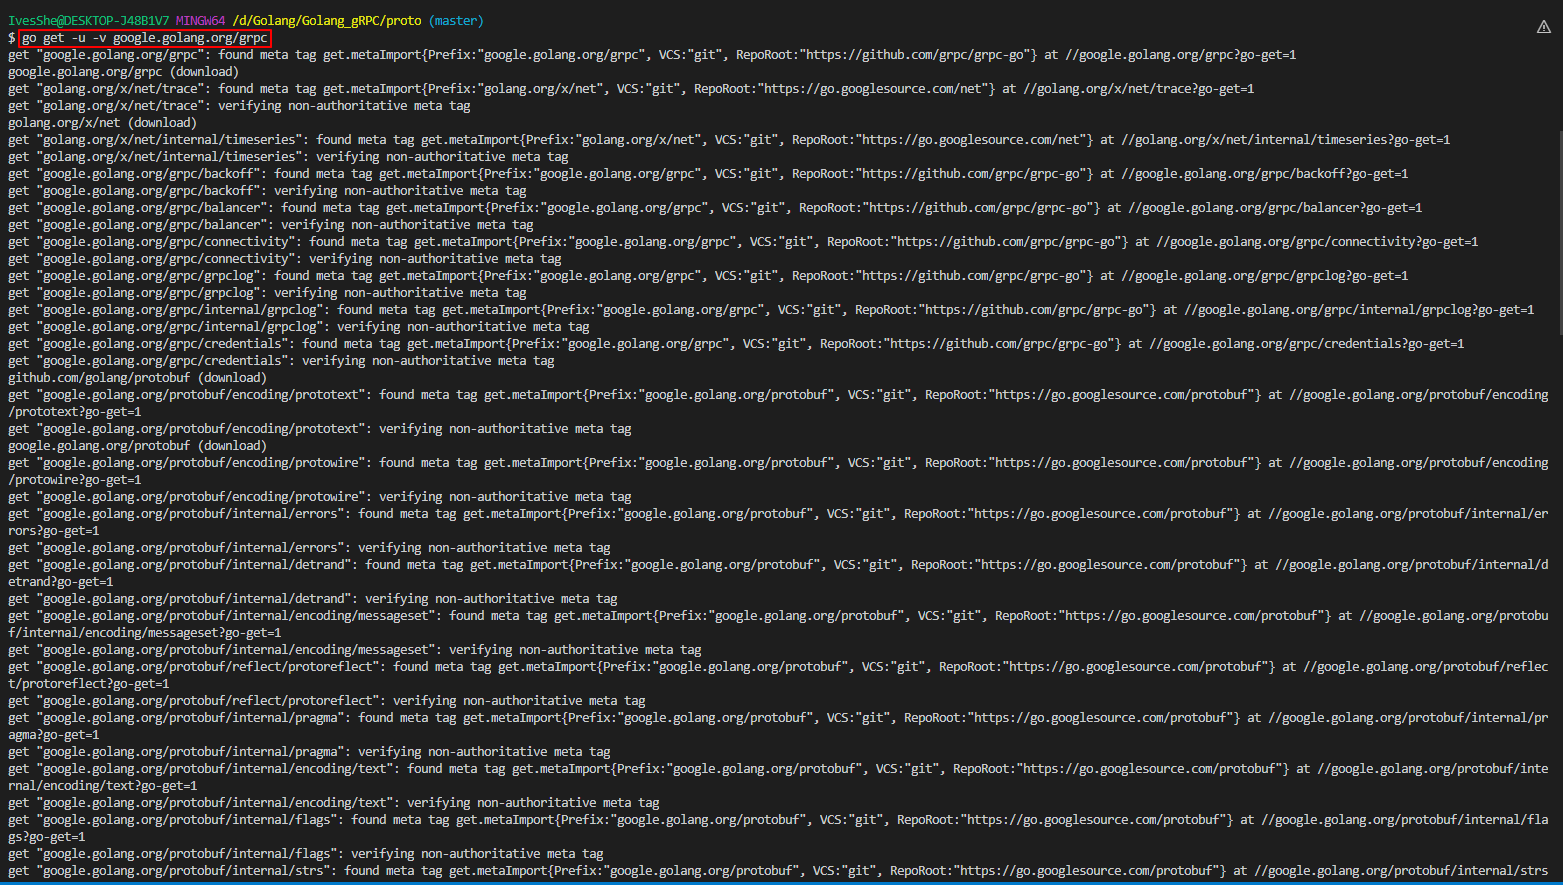 IvesShe@DESKTOP-J48B1V7 MINGW64 /d/Golang/Golang_gRPC/proto (master)
$ go get -u -v google.golang.org/grpc
get "google.golang.org/grpc": found meta tag get.metaImport{Prefix:"google.golang.org/grpc", VCS:"git", RepoRoot:"https://github.com/grpc/grpc-go"} at //google.golang.org/grpc?go-get=1
google.golang.org/grpc (download)
get "golang.org/x/net/trace": found meta tag get.metaImport{Prefix:"golang.org/x/net", VCS:"git", RepoRoot:"https://go.googlesource.com/net"} at //golang.org/x/net/trace?go-get=1
get "golang.org/x/net/trace": verifying non-authoritative meta tag
golang.org/x/net (download)
get "golang.org/x/net/internal/timeseries": found meta tag get.metaImport{Prefix:"golang.org/x/net", VCS:"git", RepoRoot:"https://go.googlesource.com/net"} at //golang.org/x/net/internal/timeseries?go-get=1
get "golang.org/x/net/internal/timeseries": verifying non-authoritative meta tag
get "google.golang.org/grpc/backoff": found meta tag get.metaImport{Prefix:"google.golang.org/grpc", VCS:"git", RepoRoot:"https://github.com/grpc/grpc-go"} at //google.golang.org/grpc/backoff?go-get=1
get "google.golang.org/grpc/backoff": verifying non-authoritative meta tag
get "google.golang.org/grpc/balancer": found meta tag get.metaImport{Prefix:"google.golang.org/grpc", VCS:"git", RepoRoot:"https://github.com/grpc/grpc-go"} at //google.golang.org/grpc/balancer?go-get=1
get "google.golang.org/grpc/balancer": verifying non-authoritative meta tag
get "google.golang.org/grpc/connectivity": found meta tag get.metaImport{Prefix:"google.golang.org/grpc", VCS:"git", RepoRoot:"https://github.com/grpc/grpc-go"} at //google.golang.org/grpc/connectivity?go-get=1
get "google.golang.org/grpc/connectivity": verifying non-authoritative meta tag
get "google.golang.org/grpc/grpclog": found meta tag get.metaImport{Prefix:"google.golang.org/grpc", VCS:"git", RepoRoot:"https://github.com/grpc/grpc-go"} at //google.golang.org/grpc/grpclog?go-get=1
get "google.golang.org/grpc/grpclog": verifying non-authoritative meta tag
get "google.golang.org/grpc/internal/grpclog": found meta tag get.metaImport{Prefix:"google.golang.org/grpc", VCS:"git", RepoRoot:"https://github.com/grpc/grpc-go"} at //google.golang.org/grpc/internal/grpclog?go-get=1
get "google.golang.org/grpc/internal/grpclog": verifying non-authoritative meta tag
get "google.golang.org/grpc/credentials": found meta tag get.metaImport{Prefix:"google.golang.org/grpc", VCS:"git", RepoRoot:"https://github.com/grpc/grpc-go"} at //google.golang.org/grpc/credentials?go-get=1
get "google.golang.org/grpc/credentials": verifying non-authoritative meta tag
github.com/golang/protobuf (download)
get "google.golang.org/protobuf/encoding/prototext": found meta tag get.metaImport{Prefix:"google.golang.org/protobuf", VCS:"git", RepoRoot:"https://go.googlesource.com/protobuf"} at //google.golang.org/protobuf/encoding
/prototext?go-get=1
get "google.golang.org/protobuf/encoding/prototext": verifying non-authoritative meta tag
google.golang.org/protobuf (download)
get "google.golang.org/protobuf/encoding/protowire": found meta tag get.metaImport{Prefix:"google.golang.org/protobuf", VCS:"git", RepoRoot:"https://go.googlesource.com/protobuf"} at //google.golang.org/protobuf/encoding
/protowire?go-get=1
get "google.golang.org/protobuf/encoding/protowire": verifying non-authoritative meta tag
get "google.golang.org/protobuf/internal/errors": found meta tag get.metaImport{Prefix:"google.golang.org/protobuf", VCS:"git", RepoRoot:"https://go.googlesource.com/protobuf"} at //google.golang.org/protobuf/internal/er
rors?go-get=1
get "google.golang.org/protobuf/internal/errors": verifying non-authoritative meta tag
get "google.golang.org/protobuf/internal/detrand": found meta tag get.metaImport{Prefix:"google.golang.org/protobuf", VCS:"git", RepoRoot:"https://go.googlesource.com/protobuf"} at //google.golang.org/protobuf/internal/d
etrand?go-get=1
get "google.golang.org/protobuf/internal/detrand": verifying non-authoritative meta tag
get "google.golang.org/protobuf/internal/encoding/messageset": found meta tag get.metaImport{Prefix:"google.golang.org/protobuf", VCS:"git", RepoRoot:"https://go.googlesource.com/protobuf"} at //google.golang.org/protobu
f/internal/encoding/messageset?go-get=1
get "google.golang.org/protobuf/internal/encoding/messageset": verifying non-authoritative meta tag
get "google.golang.org/protobuf/reflect/protoreflect": found meta tag get.metaImport{Prefix:"google.golang.org/protobuf", VCS:"git", RepoRoot:"https://go.googlesource.com/protobuf"} at //google.golang.org/protobuf/reflec
t/protoreflect?go-get=1
get "google.golang.org/protobuf/reflect/protoreflect": verifying non-authoritative meta tag
get "google.golang.org/protobuf/internal/pragma": found meta tag get.metaImport{Prefix:"google.golang.org/protobuf", VCS:"git", RepoRoot:"https://go.googlesource.com/protobuf"} at //google.golang.org/protobuf/internal/pr
agma?go-get=1
get "google.golang.org/protobuf/internal/pragma": verifying non-authoritative meta tag
get "google.golang.org/protobuf/internal/encoding/text": found meta tag get.metaImport{Prefix:"google.golang.org/protobuf", VCS:"git", RepoRoot:"https://go.googlesource.com/protobuf"} at //google.golang.org/protobuf/inte
rnal/encoding/text?go-get=1
get "google.golang.org/protobuf/internal/encoding/text": verifying non-authoritative meta tag
get "google.golang.org/protobuf/internal/flags": found meta tag get.metaImport{Prefix:"google.golang.org/protobuf", VCS:"git", RepoRoot:"https://go.googlesource.com/protobuf"} at //google.golang.org/protobuf/internal/fla
gs?go-get=1
get "google.golang.org/protobuf/internal/flags": verifying non-authoritative meta tag
get "google.golang.org/protobuf/internal/strs": found meta tag get.metaImport{Prefix:"google.golang.org/protobuf", VCS:"git", RepoRoot:"https://go.googlesource.com/protobuf"} at //google.golang.org/protobuf/internal/strs